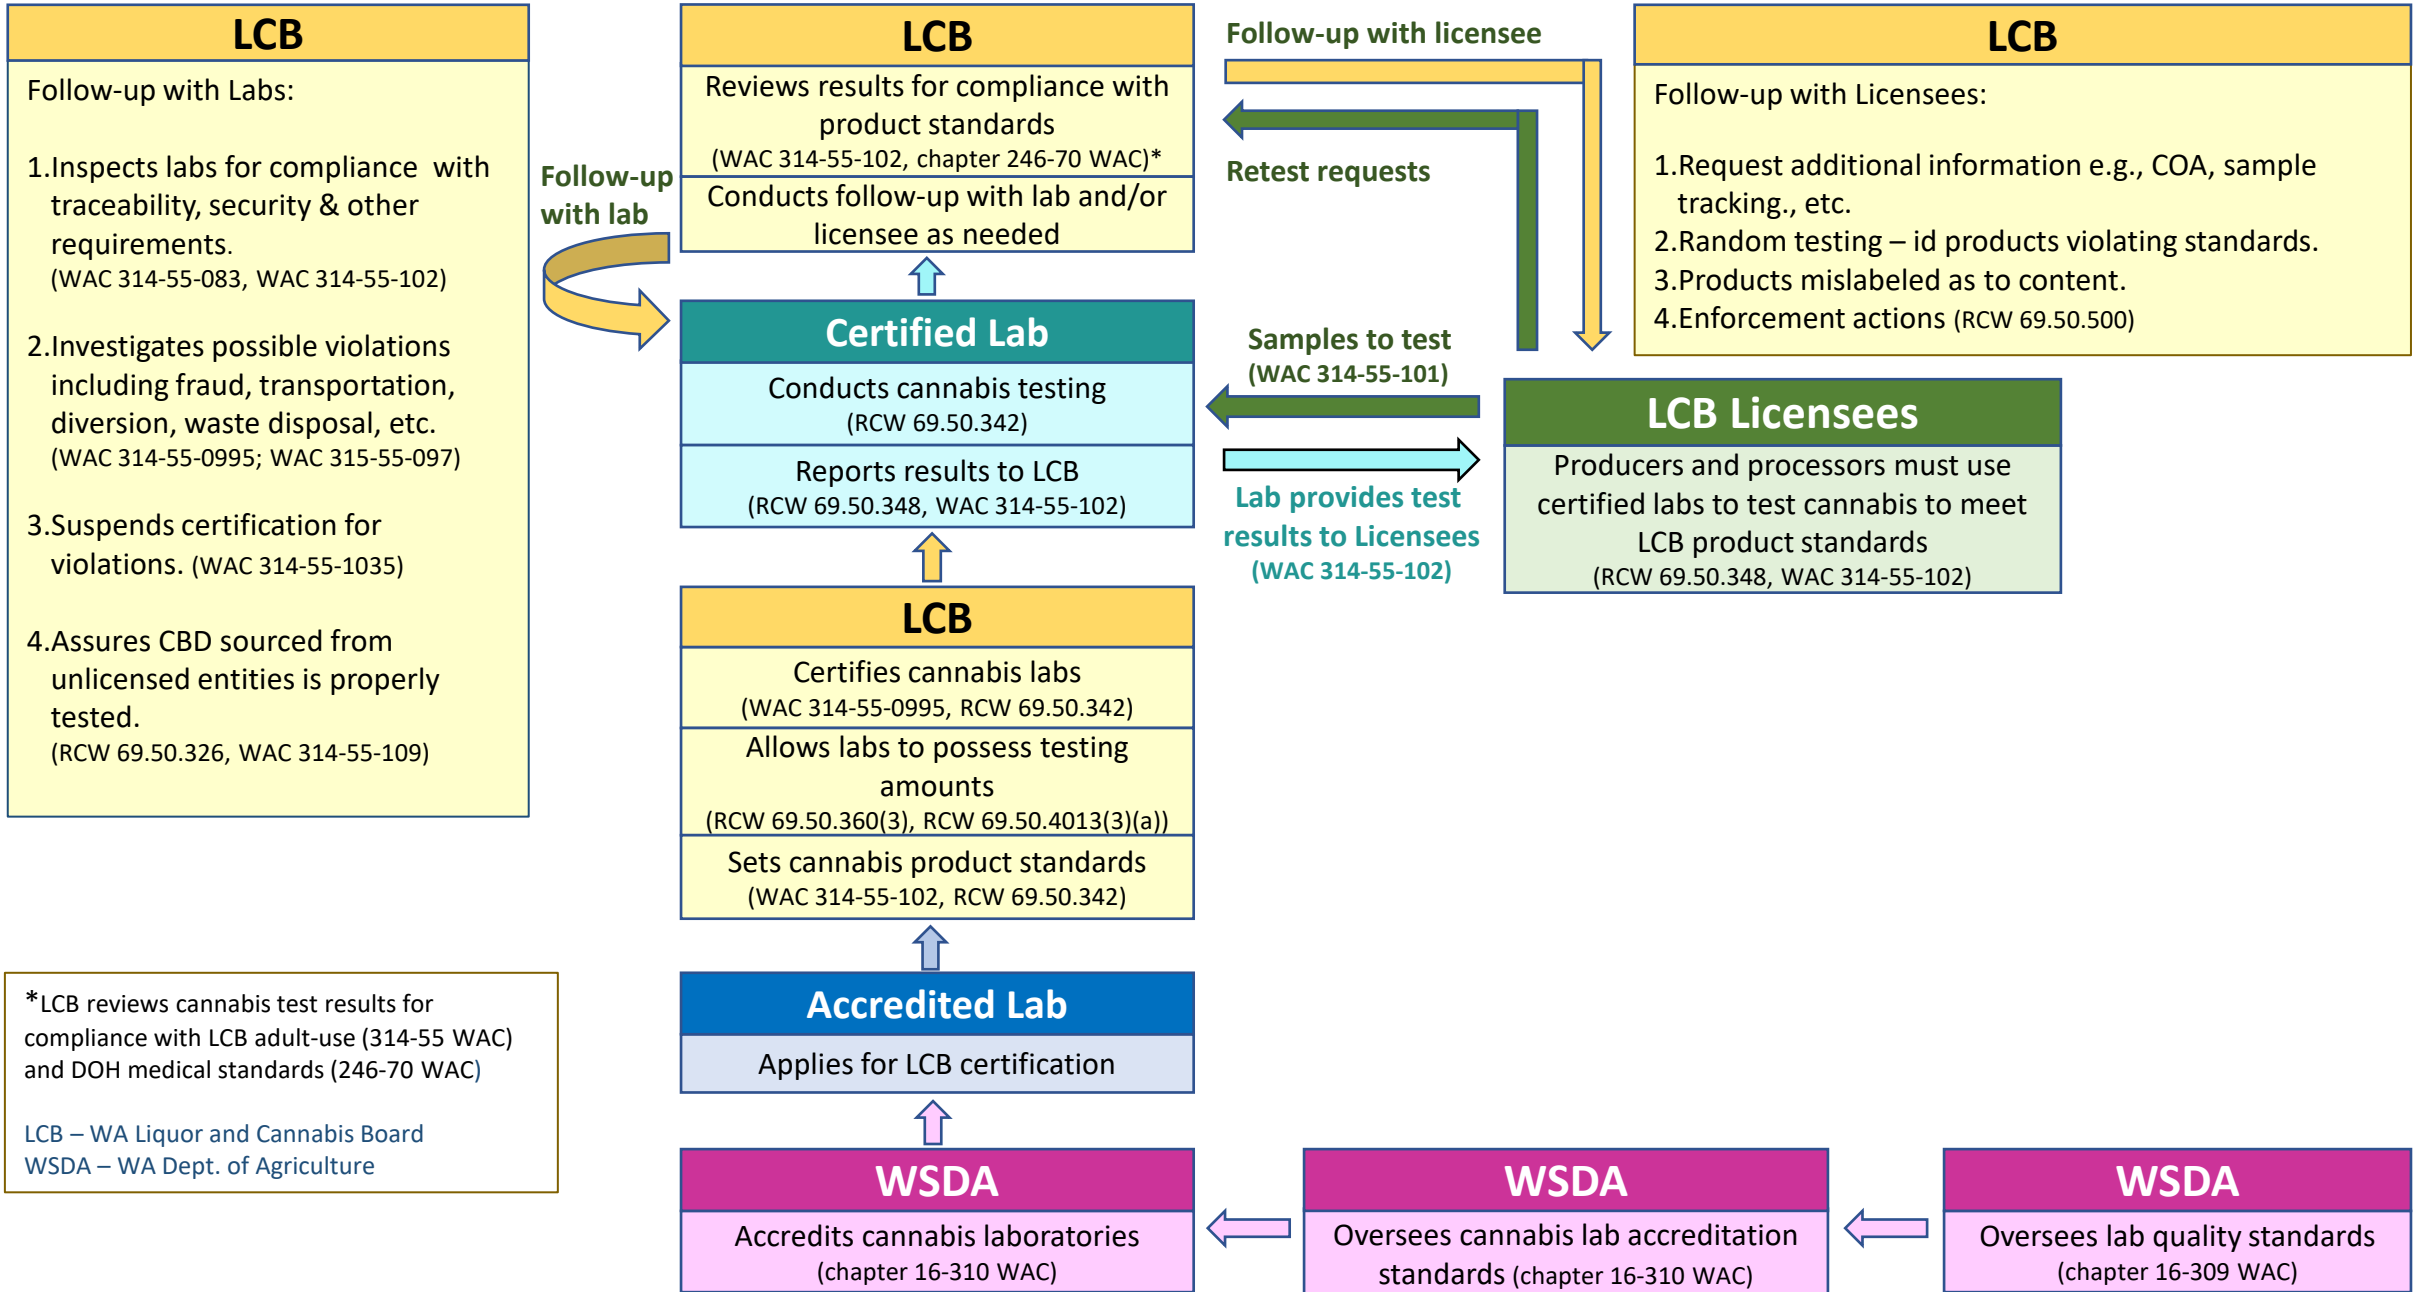 LCB
Follow-up with Labs:
1.Inspects labs for compliance with
traceability, security & other
requirements.
(WAC 314-55-083, WAC 314-55-102)
2.Investigates possible violations
including fraud, transportation,
diversion, waste disposal, etc.
(WAC 314-55-0995; WAC 315-55-097)
3.Suspends certification for
violations. (WAC 314-55-1035)
4.Assures CBD sourced from
unlicensed entities is properly
tested.
(RCW 69.50.326, WAC 314-55-109)
Follow-up
with lab
LCB
Reviews results for compliance with
product standards
(WAC 314-55-102, chapter 246-70 WAC)*
Conducts follow-up with lab and/or
licensee as needed
Follow-up with licensee
Retest requests
LCB
Follow-up with Licensees:
1.Request additional information e.g., COA, sample
tracking., etc.
2.Random testing – id products violating standards.
3.Products mislabeled as to content.
4.Enforcement actions (RCW 69.50.500)
Certified Lab
Conducts cannabis testing
(RCW 69.50.342)
Reports results to LCB
(RCW 69.50.348, WAC 314-55-102)
Samples to test
(WAC 314-55-101)
Lab provides test
results to Licensees
(WAC 314-55-102)
LCB Licensees
Producers and processors must use
certified labs to test cannabis to meet
LCB product standards
(RCW 69.50.348, WAC 314-55-102)
LCB
Certifies cannabis labs
(WAC 314-55-0995, RCW 69.50.342)
Allows labs to possess testing
amounts
(RCW 69.50.360(3), RCW 69.50.4013(3)(a))
Sets cannabis product standards
(WAC 314-55-102, RCW 69.50.342)
*LCB reviews cannabis test results for
compliance with LCB adult-use (314-55 WAC)
and DOH medical standards (246-70 WAC)
LCB – WA Liquor and Cannabis Board
WSDA – WA Dept. of Agriculture
Accredited Lab
Applies for LCB certification
WSDA
Accredits cannabis laboratories
(chapter 16-310 WAC)
WSDA
Oversees cannabis lab accreditation
standards (chapter 16-310 WAC)
WSDA
Oversees lab quality standards
(chapter 16-309 WAC)